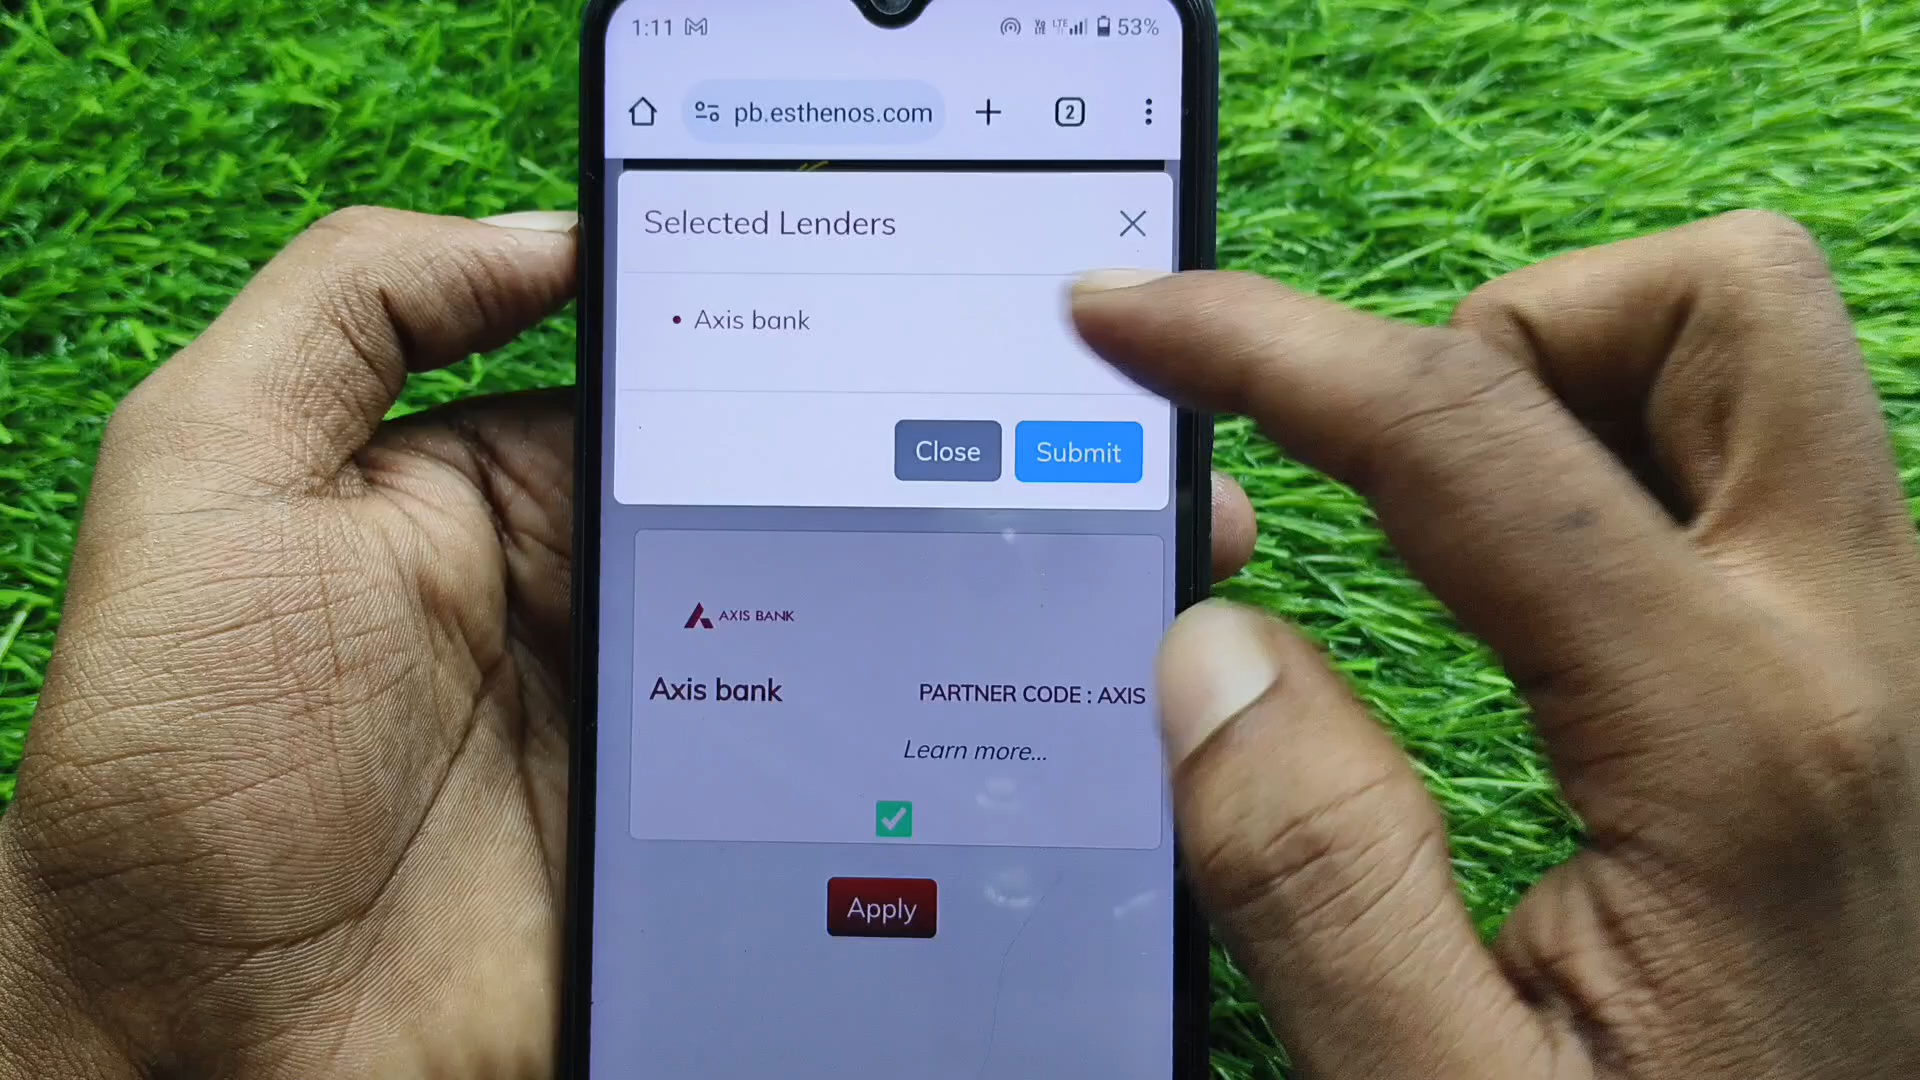 1:11 53%
pb.esthenos.com 2
Selected Lenders
Axis bank
Close Submit
AXIS BANK
Axis bank PARTNER CODE : AXIS
Learn more...
Apply